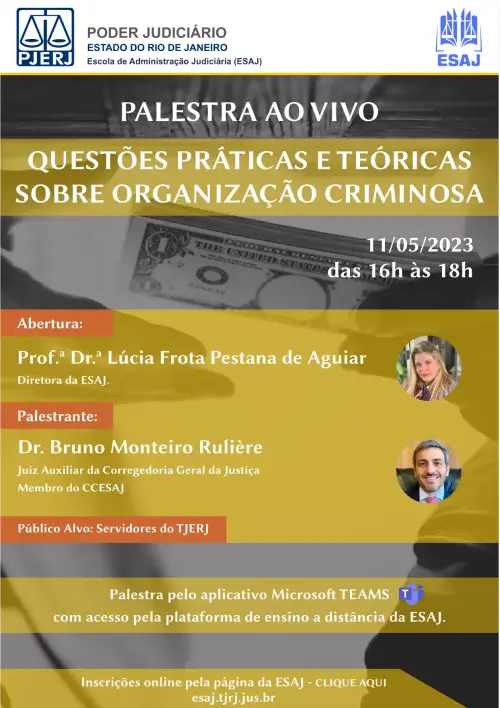 PJERJ
PODER JUDICIÁRIO
ESTADO DO RIO DE JANEIRO
Escola de Administração Judiciária (ESAJ)
ESAJ
PALESTRA AO VIVO
QUESTÕES PRÁTICAS E TEÓRICAS
SOBRE ORGANIZAÇÃO CRIMINOSA
THE UNITED STATES
11/05/2023
das 16h às 18h
Abertura:
Prof.ª Dr.ª Lúcia Frota Pestana de Aguiar
Diretora da ESAJ.
Palestrante:
Dr. Bruno Monteiro Rulière
Juiz Auxiliar da Corregedoria Geral da Justiça
Membro do CCESAJ
Público Alvo: Servidores do TJERJ
Palestra pelo aplicativo Microsoft TEAMS
T
com acesso pela plataforma de ensino a distância da ESAJ.
Inscrições online pela página da ESAJ - CLIQUE AQUI
esaj.tjrj.jus.br